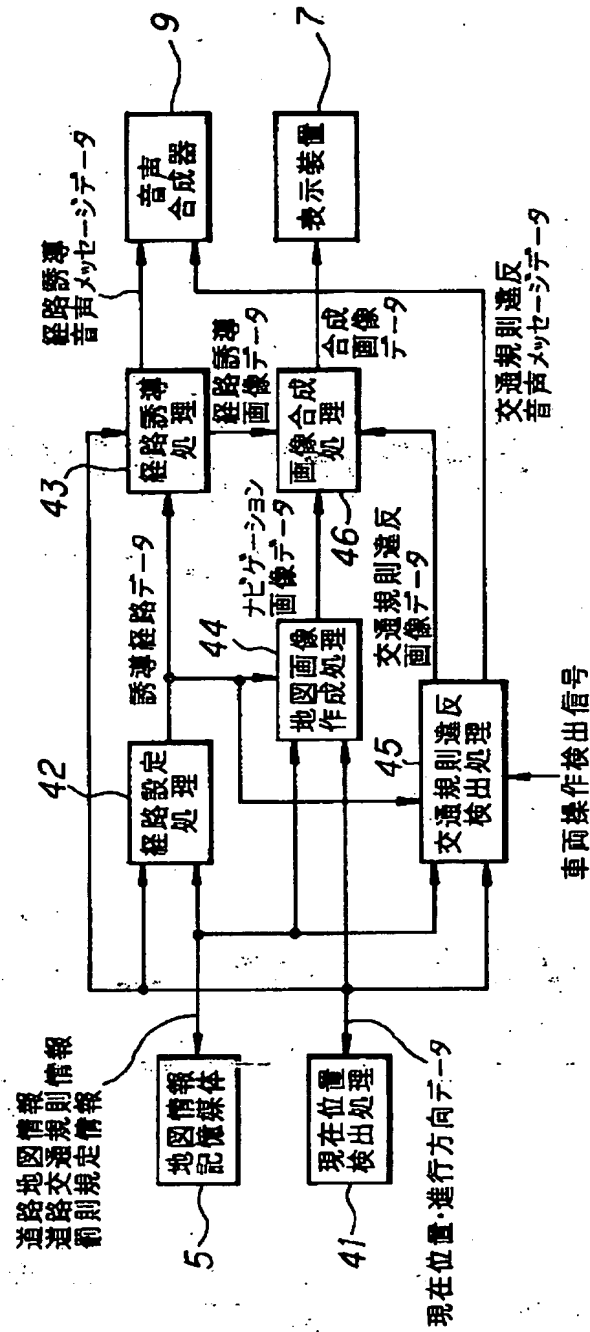 道路地図情報
道路交通規則情報
罰則規定情報
地図情報
記憶媒体
5
現在位置
検出処理
41
現在位置・進行方向データ
42
経路設定
処理
誘導経路データ
43
経路誘導
処理
経路誘導
音声メッセージデータ
音声
合成器
9
経路誘導
画像データ
44
地図画像
作成処理
ナビゲーション
画像データ
画像合成
処理
46
合成
画像
データ
表示装置
7
45
交通規則違反
検出処理
交通規則違反
画像データ
交通規則違反
音声メッセージデータ
車両操作検出信号